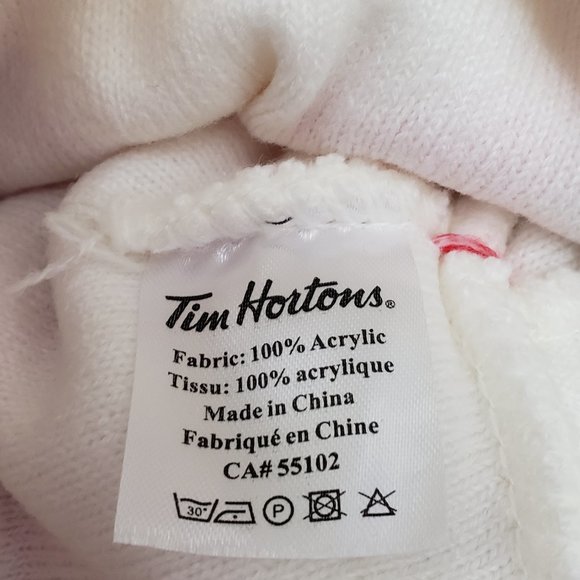 Tim Hortons®
Fabric: 100% Acrylic
Tissu: 100% acrylique
Made in China
Fabriqué en Chine
CA# 55102
30° P